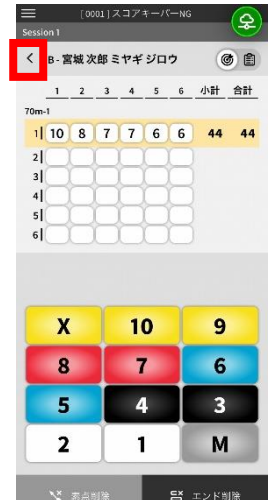 [0001]スコアキーパーNG
Session 1
B - 宮城 次郎 ミヤギ ジロウ
1 2 3 4 5 6 小計 合計
70m-1
1 10 8 7 7 6 6 44 44
2
3
4
5
6
X 10 9
8 7 6
5 4 3
2 1 M
エンド削除